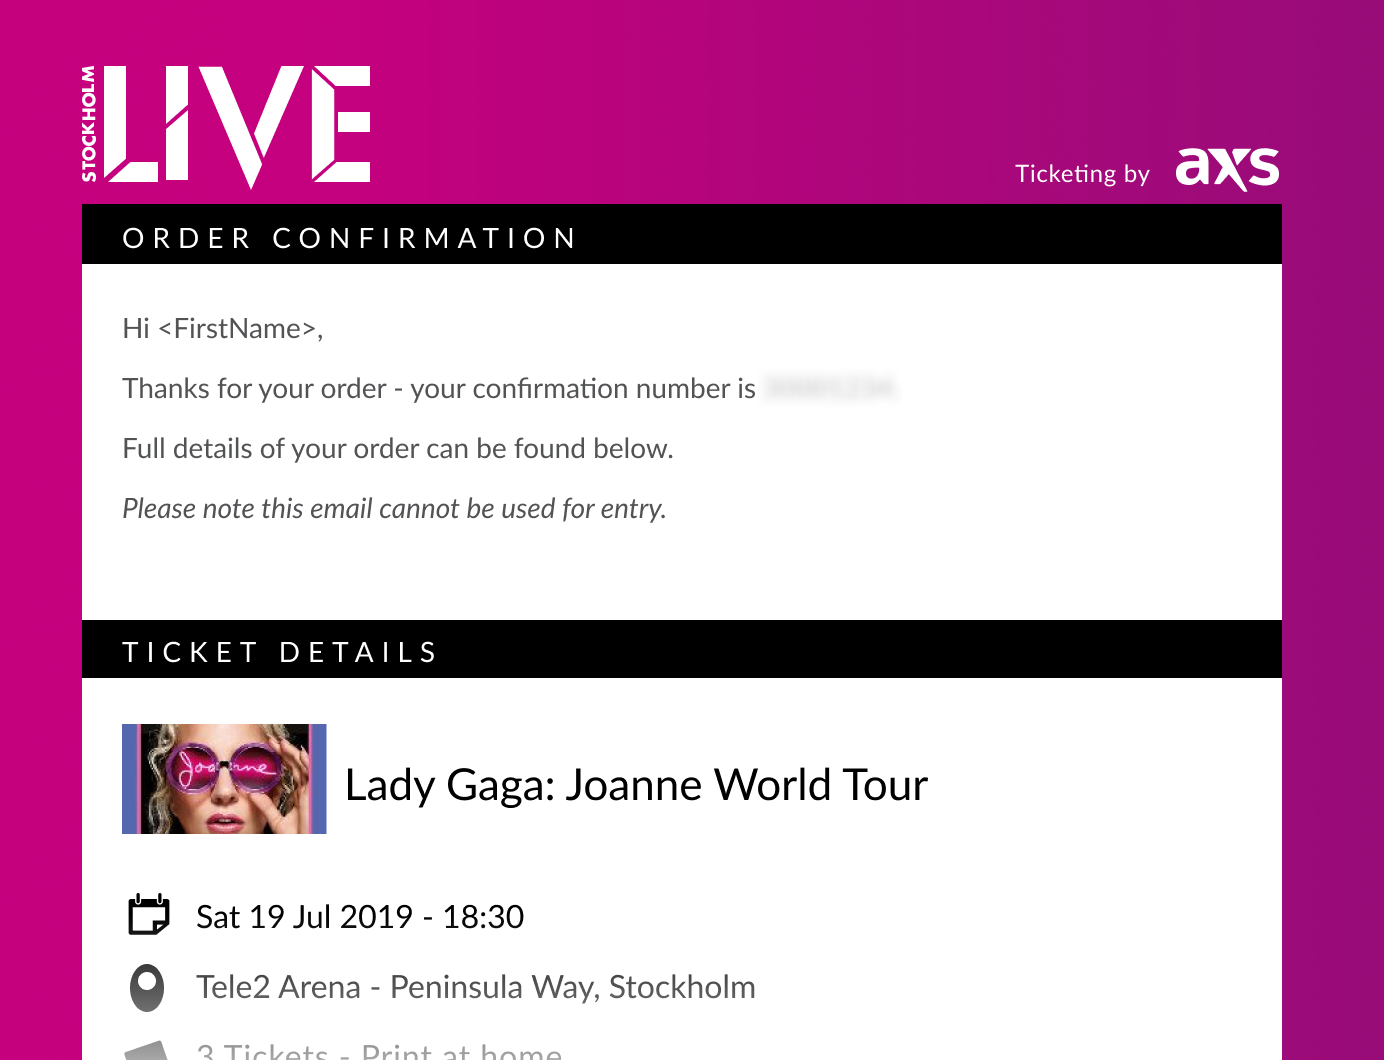 STOCKHOLM
LIVE
Ticketing by axs
ORDER CONFIRMATION
Hi <FirstName>,
Thanks for your order - your confirmation number is
Full details of your order can be found below.
Please note this email cannot be used for entry.
TICKET DETAILS
Joanne
Lady Gaga: Joanne World Tour
Sat 19 Jul 2019 - 18:30
Tele2 Arena - Peninsula Way, Stockholm
3 Tickets - Print at home